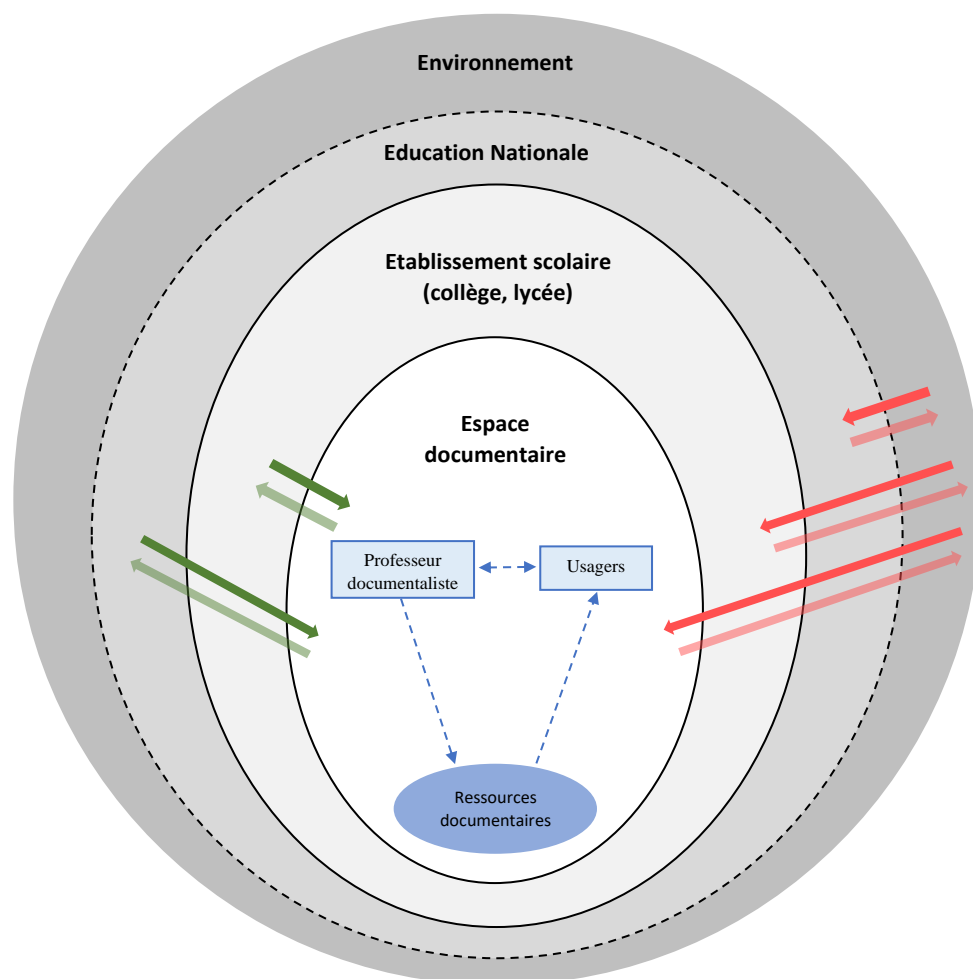 Environnement
Education Nationale
Etablissement scolaire
(collège, lycée)
Espace
documentaire
Professeur
documentaliste
Usagers
Ressources
documentaires